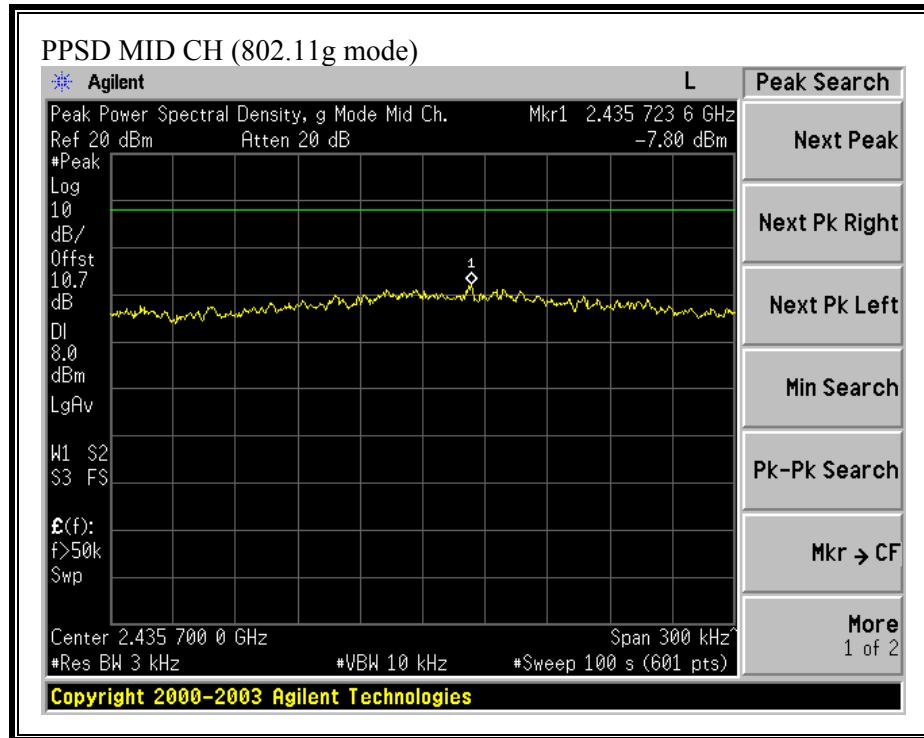 PPSD MID CH (802.11g mode)
Agilent L Peak Search
Peak Power Spectral Density, g Mode Mid Ch. Mkr1 2.435 723 6 GHz
Ref 20 dBm Atten 20 dB -7.80 dBm
#Peak
Log
10
dB/
Offst
10.7
dB
DI
8.0
dBm
LgAv
W1 S2
S3 FS
£(f):
f>50k
Swp
1
Center 2.435 700 0 GHz Span 300 kHz^
#Res BW 3 kHz #VBW 10 kHz #Sweep 100 s (601 pts)
Next Peak
Next Pk Right
Next Pk Left
Min Search
Pk-Pk Search
Mkr → CF
More
1 of 2
Copyright 2000-2003 Agilent Technologies